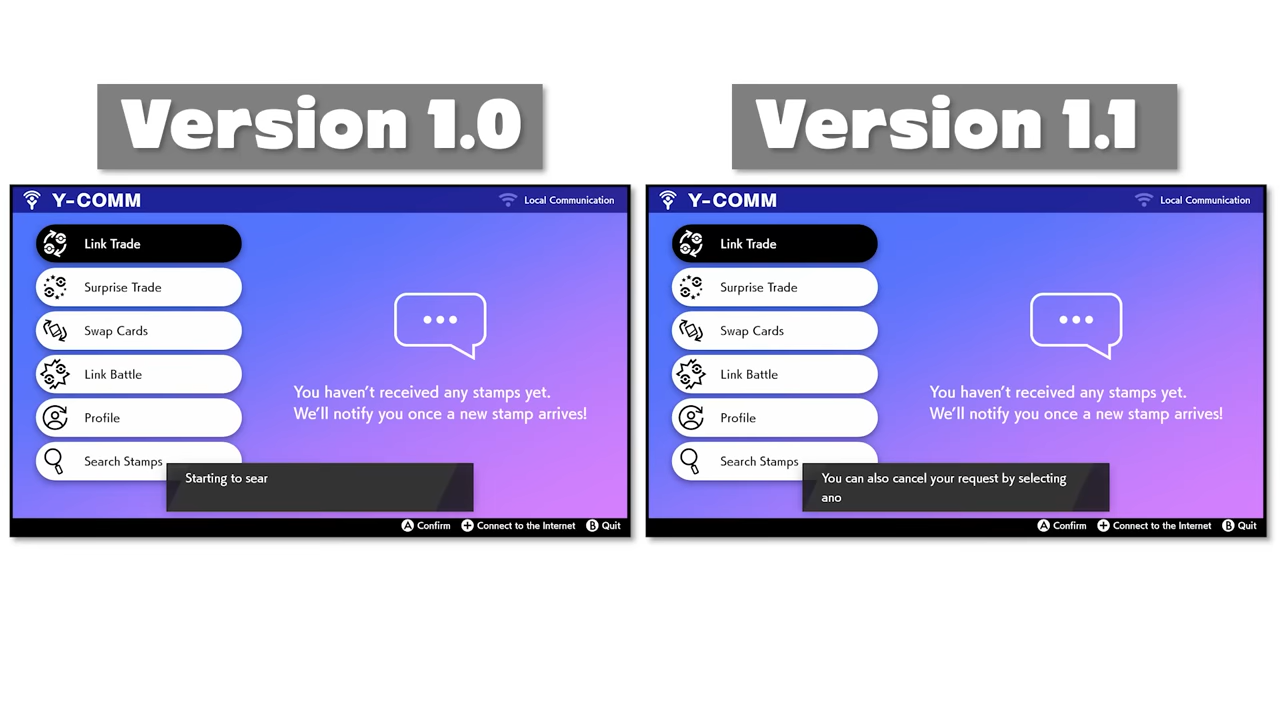 Version 1.0
Y-COMM
Local Communication
Link Trade
Surprise Trade
Swap Cards
Link Battle
Profile
Search Stamps
You haven't received any stamps yet.
We'll notify you once a new stamp arrives!
Starting to sear
A Confirm + Connect to the Internet B Quit
Version 1.1
Y-COMM
Local Communication
Link Trade
Surprise Trade
Swap Cards
Link Battle
Profile
Search Stamps
You haven't received any stamps yet.
We'll notify you once a new stamp arrives!
You can also cancel your request by selecting
ano
A Confirm + Connect to the Internet B Quit